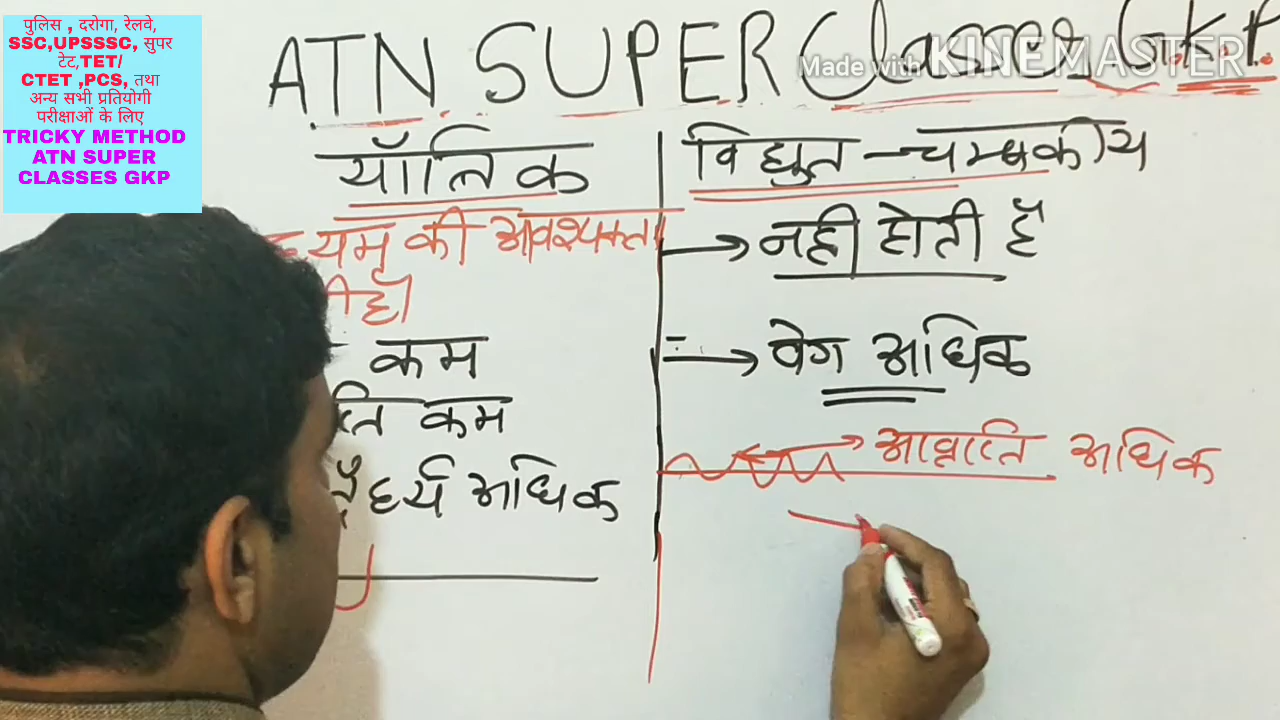 पुलिस , दरोगा, रेलवे,
SSC,UPSSSC, सुपर
टेट,TET/
CTET ,PCS, तथा
अन्य सभी प्रतियोगी
परीक्षाओं के लिए
TRICKY METHOD
ATN SUPER
CLASSES GKP
ATN SUPER Classes G.K.P.
Made with KINEMASTER
यॉत्रिक
विद्युत - चुम्बकीय
की आवश्यकता
→ नही होती है
कम
→ वेग अधिक
कम
→ आवृत्ति अधिक
अधिक